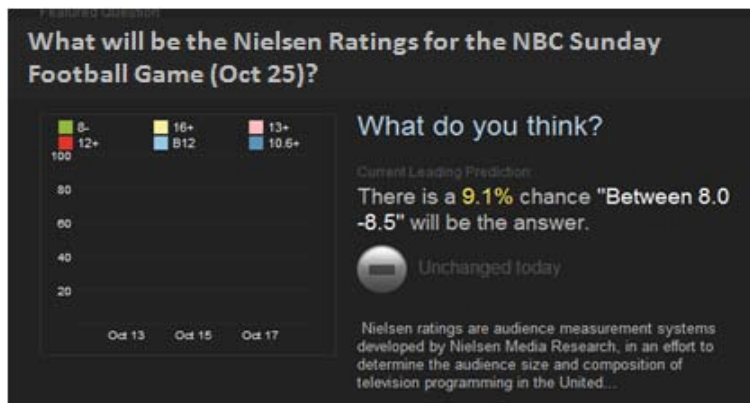 Featured Question
What will be the Nielsen Ratings for the NBC Sunday
Football Game (Oct 25)?
8- 16+ 13+
12+ B12 10.6+
100
80
60
40
20
Oct 13 Oct 15 Oct 17
What do you think?
Current Leading Prediction:
There is a 9.1% chance "Between 8.0
-8.5" will be the answer.
Unchanged today
Nielsen ratings are audience measurement systems
developed by Nielsen Media Research, in an effort to
determine the audience size and composition of
television programming in the United...